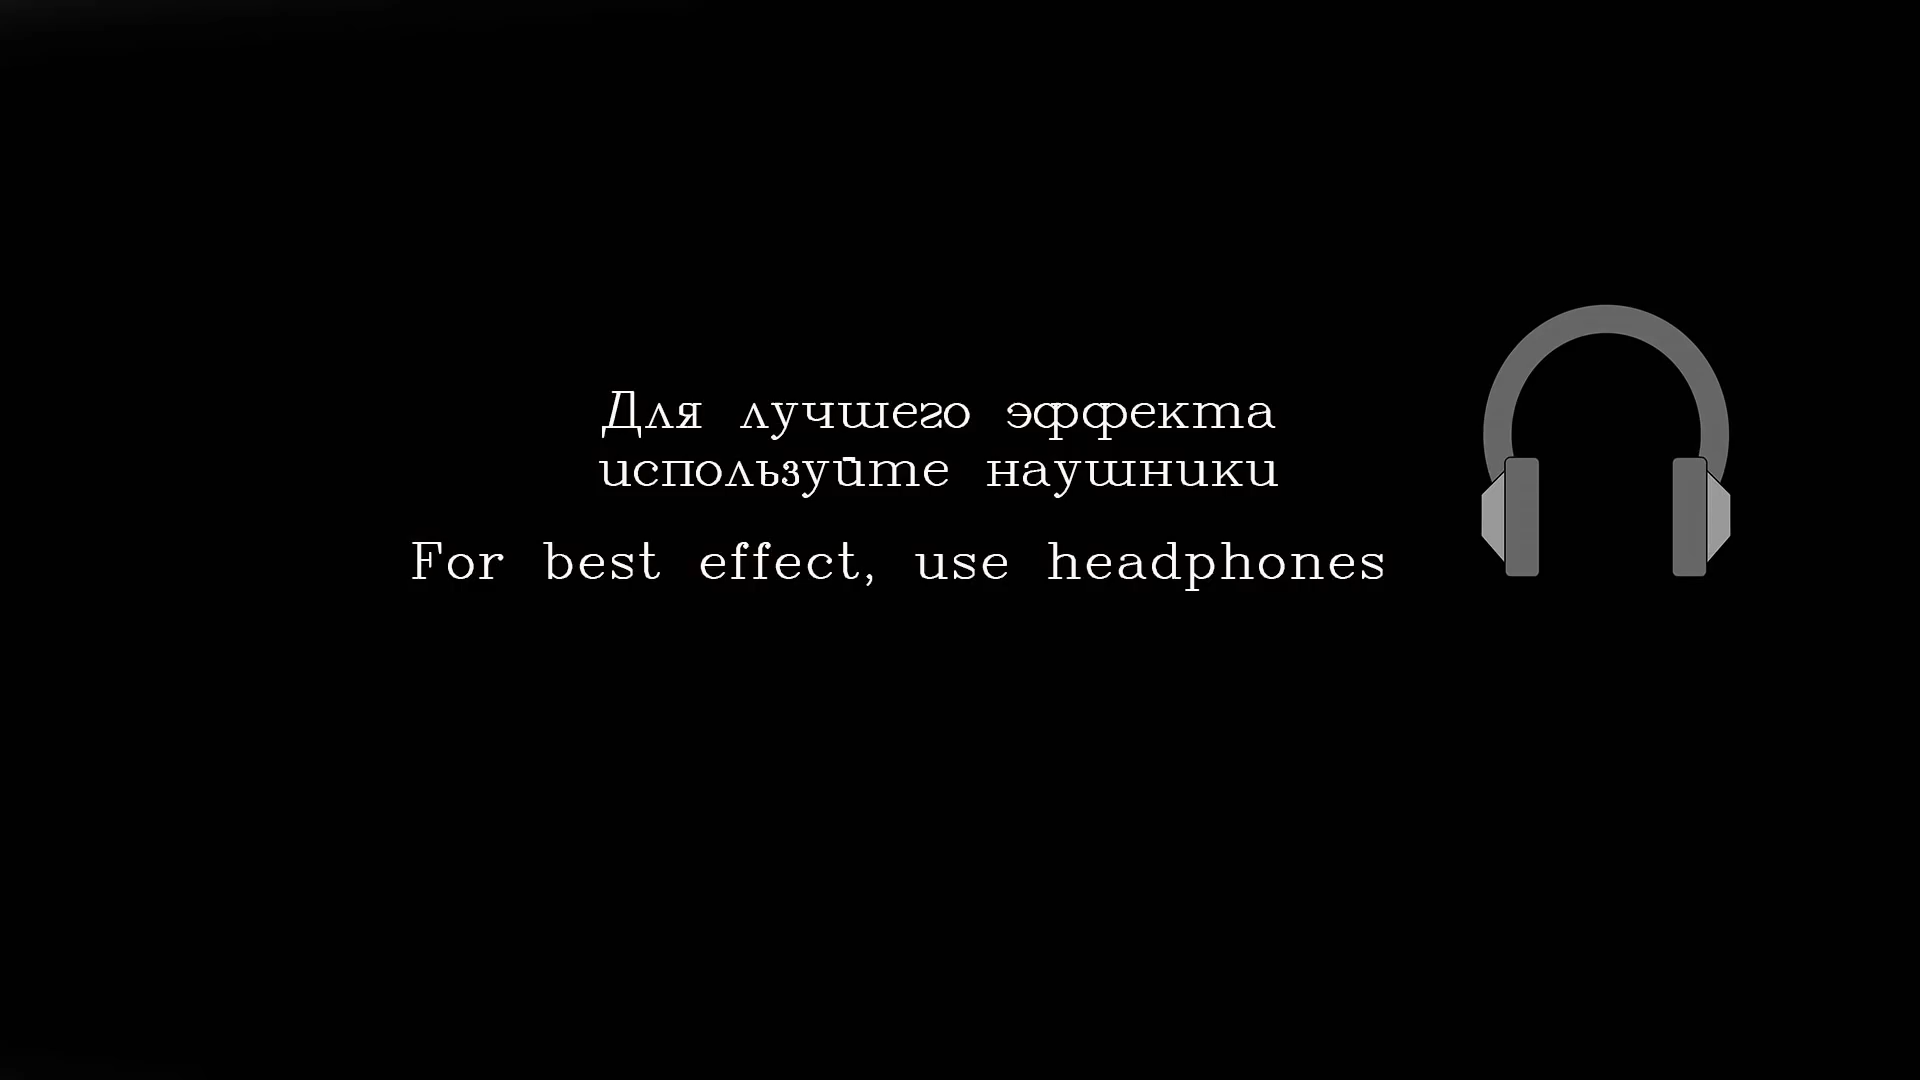 Для лучшего эффекта
используйте наушники
For best effect, use headphones